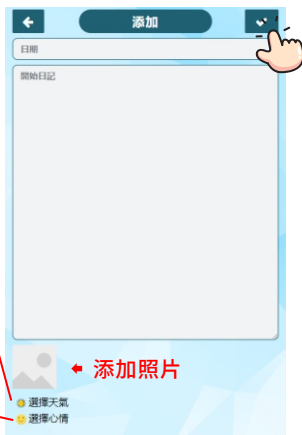 添加
日期
開始日記
添加照片
選擇天氣
選擇心情